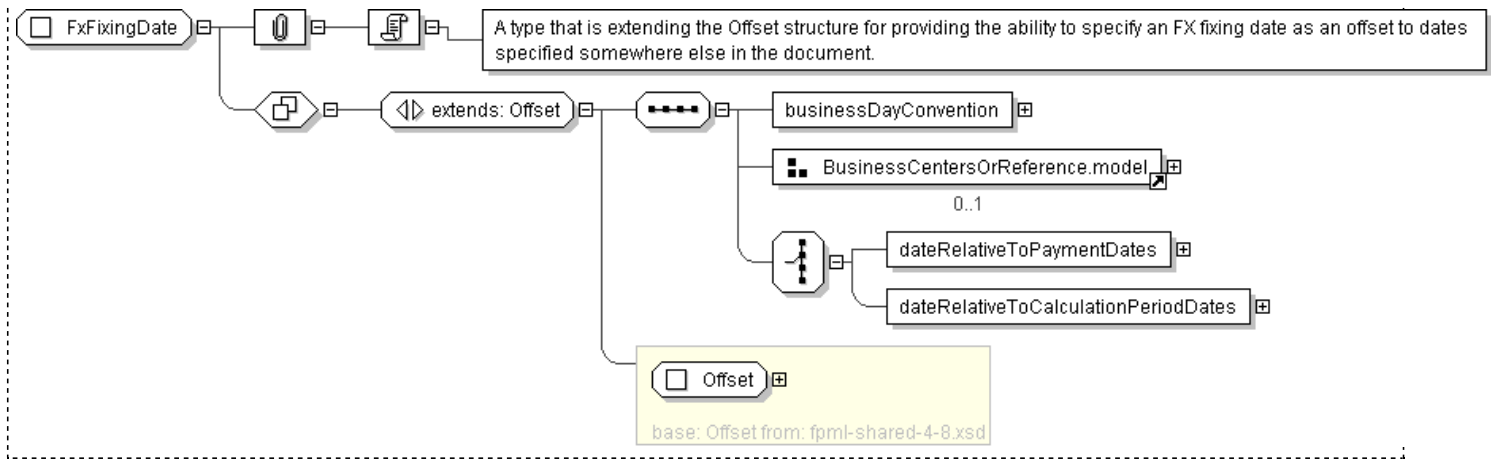 FxFixingDate
A type that is extending the Offset structure for providing the ability to specify an FX fixing date as an offset to dates
specified somewhere else in the document.
extends: Offset
businessDayConvention
BusinessCentersOrReference.model
0..1
dateRelativeToPaymentDates
dateRelativeToCalculationPeriodDates
Offset
base: Offset from: fpml-shared-4-8.xsd